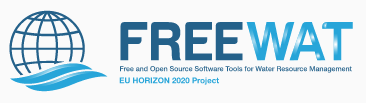 FREEWAT
Free and Open Source Software Tools for Water Resource Management
EU HORIZON 2020 Project